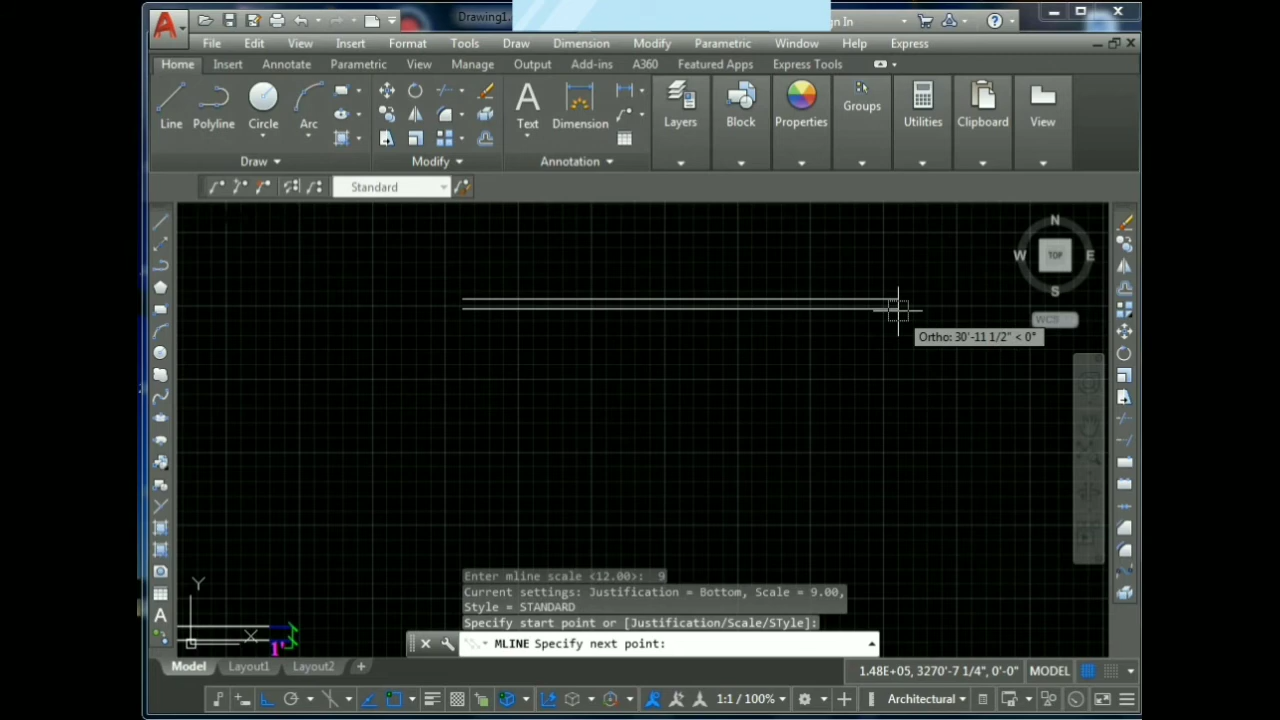 Drawing1.
gn In
File Edit View Insert Format Tools Draw Dimension Modify Parametric Window Help Express
Home Insert Annotate Parametric View Manage Output Add-ins A360 Featured Apps Express Tools
Line Polyline Circle Arc Text Dimension Layers Block Properties Groups Utilities Clipboard View
Draw Modify Annotation
Standard
N
W TOP E
S
WCS
Ortho: 30'-11 1/2" < 0°
Enter mline scale <12.00>: 9
Current settings: Justification = Bottom, Scale = 9.00,
Style = STANDARD
Specify start point or [Justification/Scale/STyle]:
MLINE Specify next point:
Y
1'
Model Layout1 Layout2 +
1.48E+05, 3270'-7 1/4", 0'-0" MODEL
1:1 / 100% Architectural